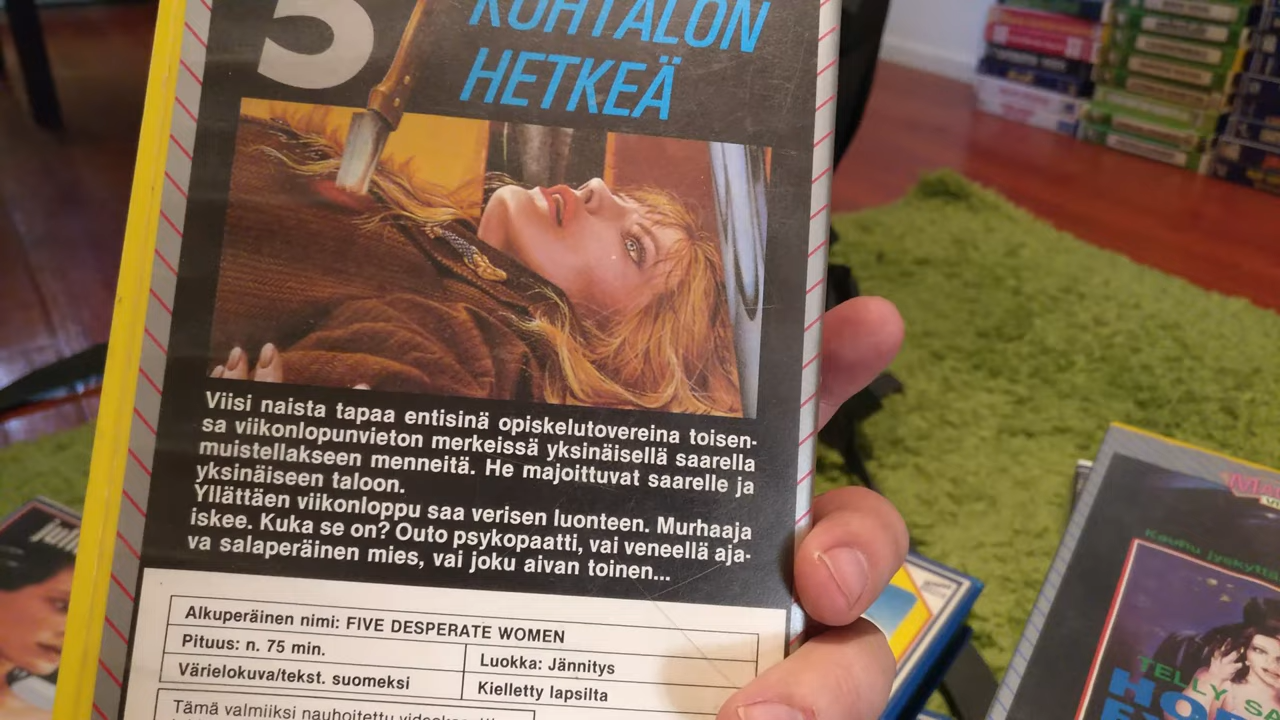 5 KOHTALON
HETKEÄ
Viisi naista tapaa entisinä opiskelutovereina toisen-
sa viikonlopunvieton merkeissä yksinäisellä saarella
muistellakseen menneitä. He majoittuvat saarelle ja
yksinäiseen taloon.
Yllättäen viikonloppu saa verisen luonteen. Murhaaja
iskee. Kuka se on? Outo psykopaatti, vai veneellä aja-
va salaperäinen mies, vai joku aivan toinen...
Alkuperäinen nimi: FIVE DESPERATE WOMEN
Pituus: n. 75 min.
Luokka: Jännitys
Värielokuva/tekst. suomeksi
Kielletty lapsilta
Tämä valmiiksi nauhoitettu
TELLY